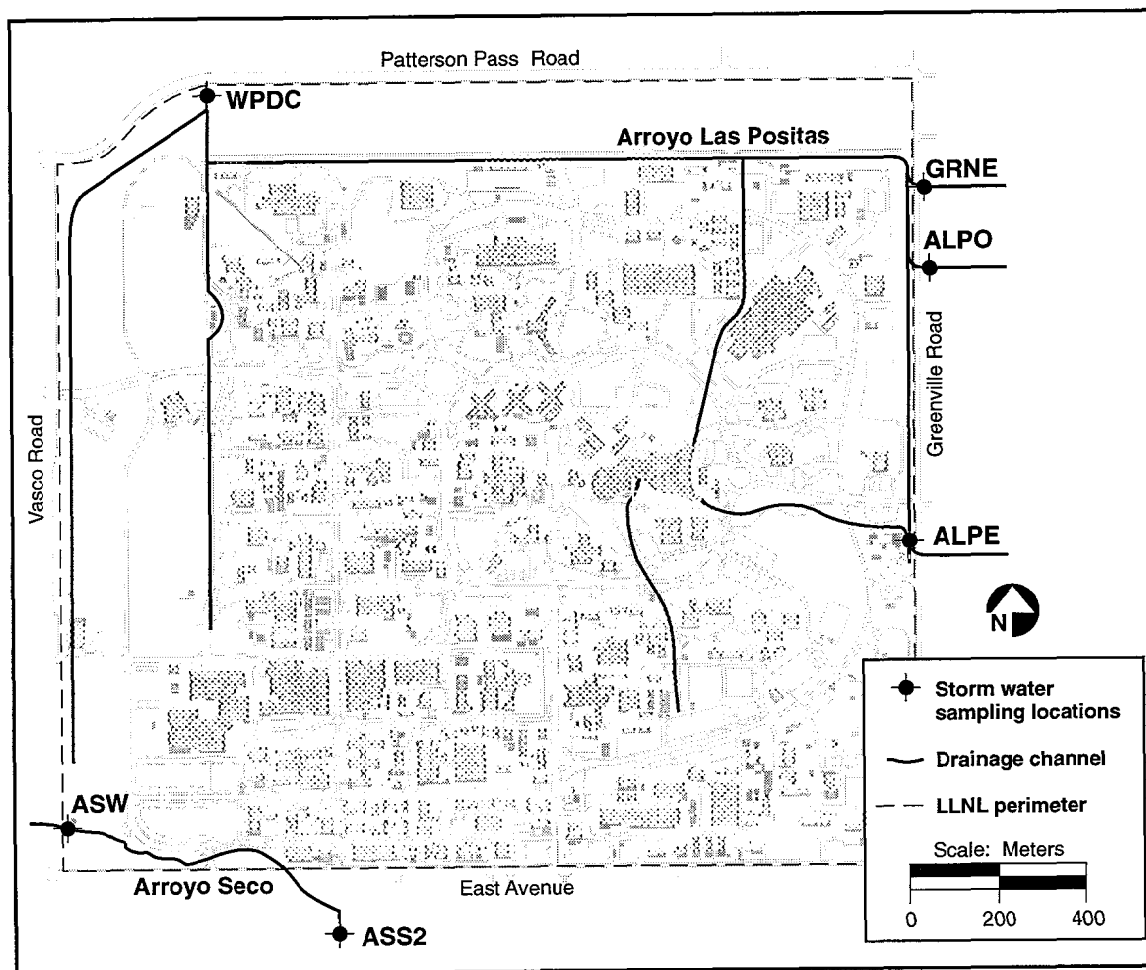 Patterson Pass Road
WPDC
Arroyo Las Positas
GRNE
ALPO
Greenville Road
Vasco Road
ALPE
N
Storm water
sampling locations
Drainage channel
LLNL perimeter
Scale: Meters
0 200 400
ASW
Arroyo Seco
East Avenue
ASS2